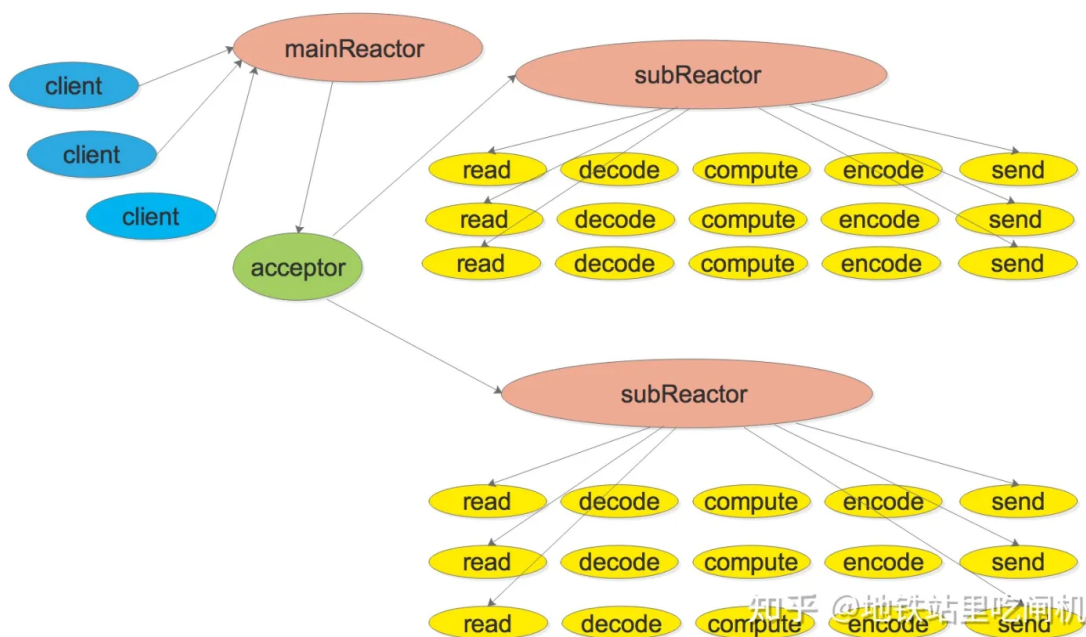 mainReactor
client
client
client
acceptor
subReactor
read decode compute encode send
read decode compute encode send
read decode compute encode send
subReactor
read decode compute encode send
read decode compute encode send
read decode compute encode send
知乎 @地铁站里吃闸机